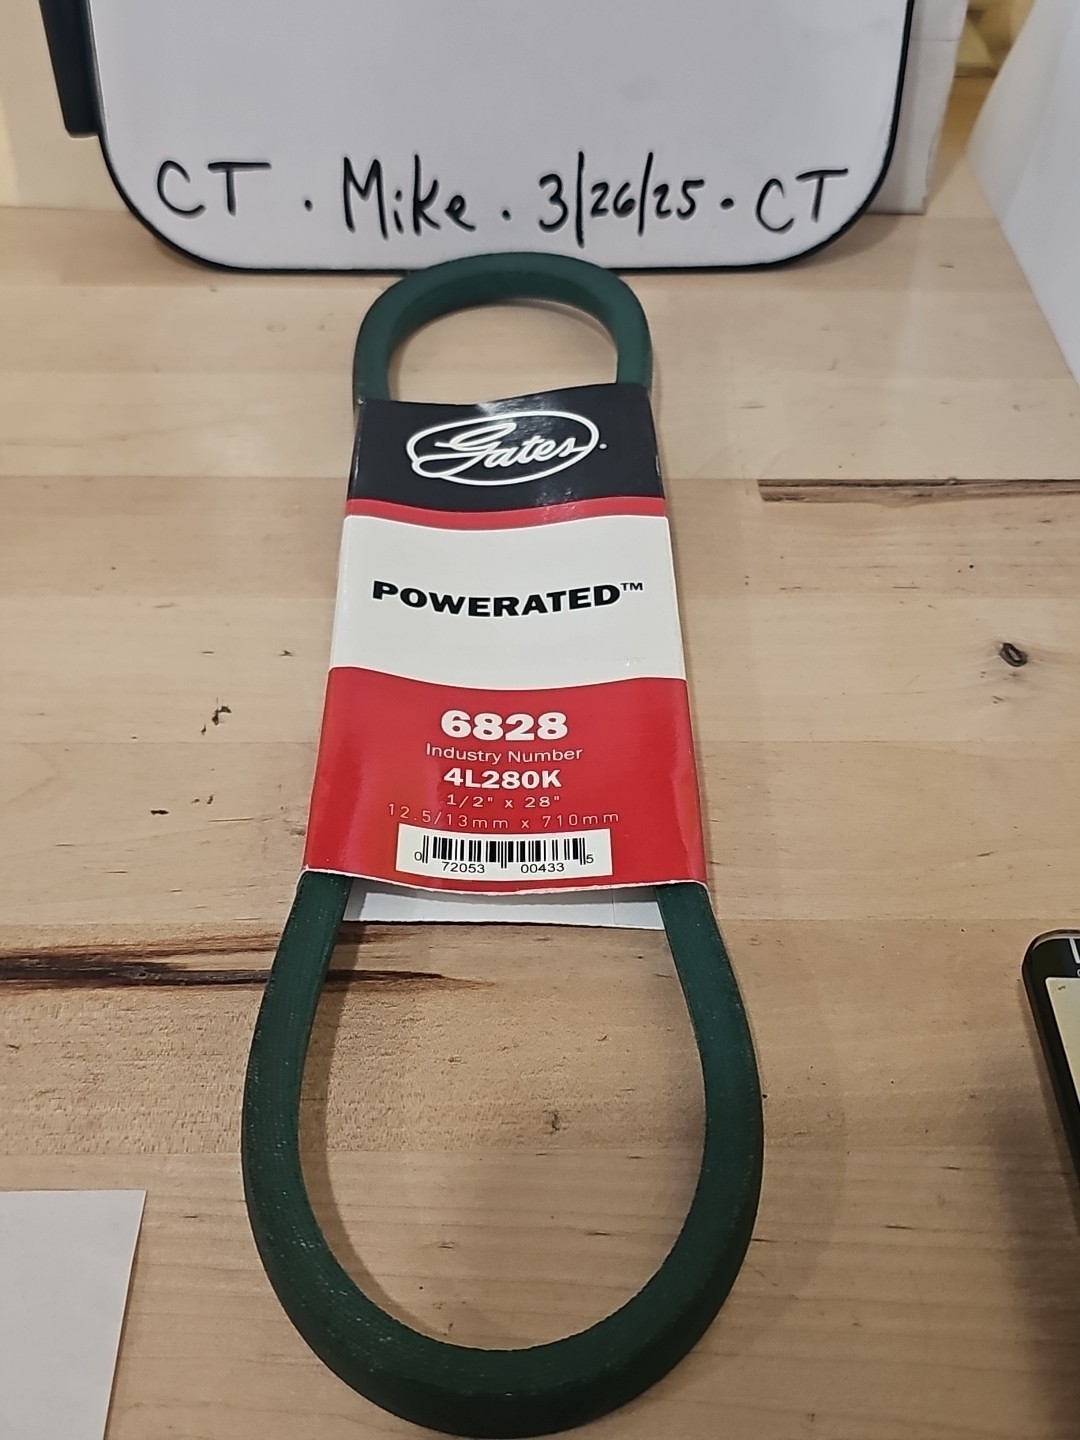 CT . Mike . 3/26/25 . CT
Gates
POWERATED™
6828
Industry Number
4L280K
1/2" x 28"
12.5/13mm x 710mm
0 72053 00433 5